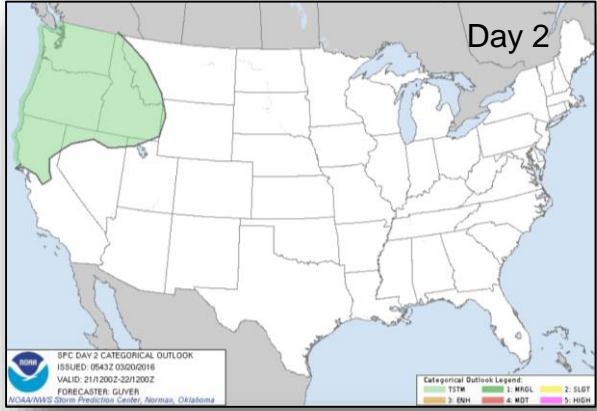 Day 2
NOAA
SPC DAY 2 CATEGORICAL OUTLOOK
ISSUED: 0543Z 03/20/2016
VALID: 21/1200Z-22/1200Z
FORECASTER: GUYER
NOAA/NWS Storm Prediction Center, Norman, Oklahoma
Categorical Outlook Legend:
TSTM 1: MRGL 2: SLGT
3: ENH 4: MDT 5: HIGH